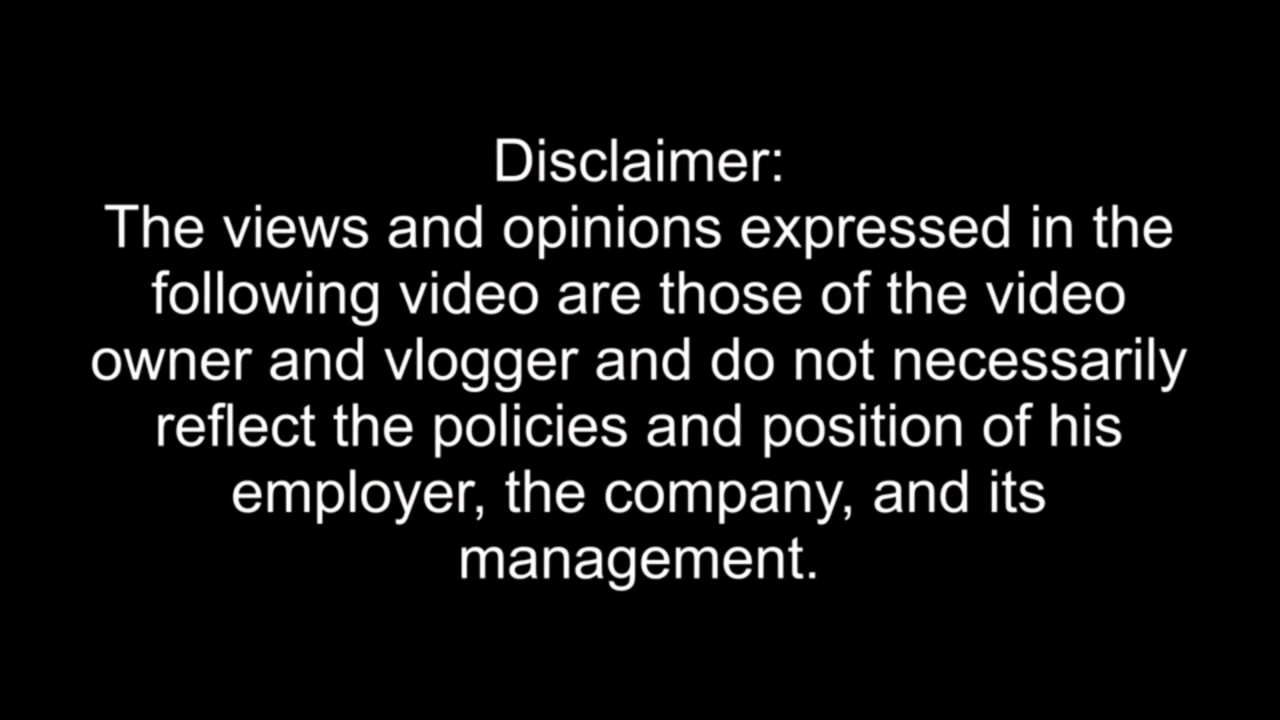 Disclaimer:
The views and opinions expressed in the
following video are those of the video
owner and vlogger and do not necessarily
reflect the policies and position of his
employer, the company, and its
management.